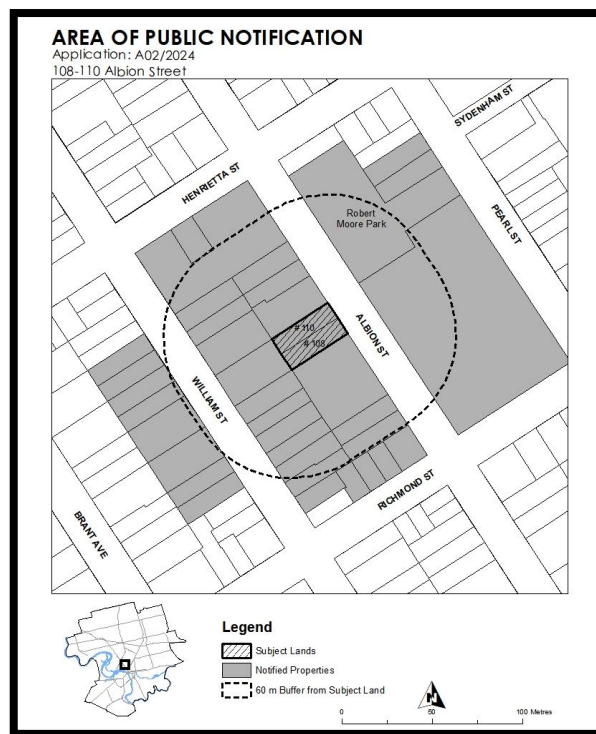 AREA OF PUBLIC NOTIFICATION
Application: A02/2024
108-110 Albion Street
SYDENHAM ST
HENRIETTA ST
Robert
Moore Park
PEARL ST
# 110
# 108
ALBION ST
WILLIAM ST
RICHMOND ST
BRANT AVE
Legend
Subject Lands
Notified Properties
60 m Buffer from Subject Land
N
0 50 100 Metres